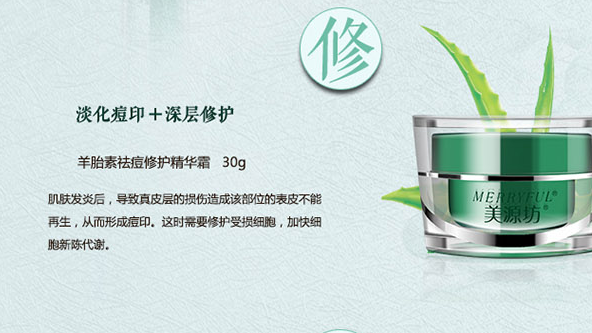 修
淡化痘印＋深层修护
羊胎素祛痘修护精华霜 30g
肌肤发炎后，导致真皮层的损伤造成该部位的表皮不能
再生，从而形成痘印。这时需要修护受损细胞，加快细
胞新陈代谢。
MERRYFUL®
美源坊®